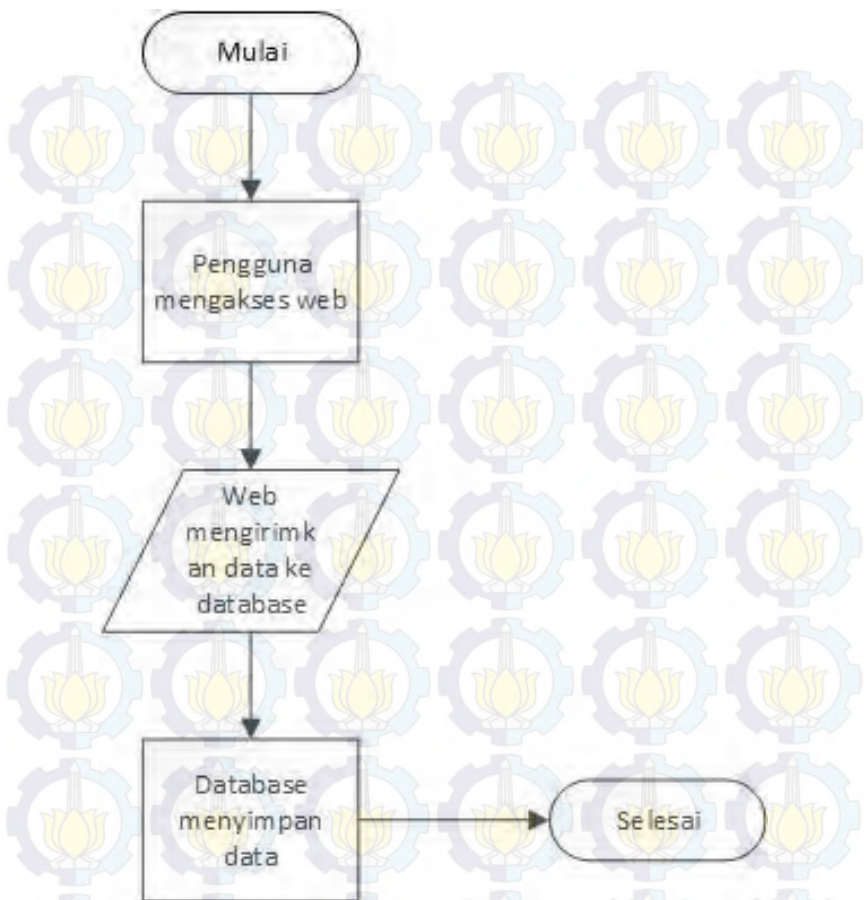 Mulai
Pengguna
mengakses web
Web
mengirimk
an data ke
database
Database
menyimpan
data
Selesai